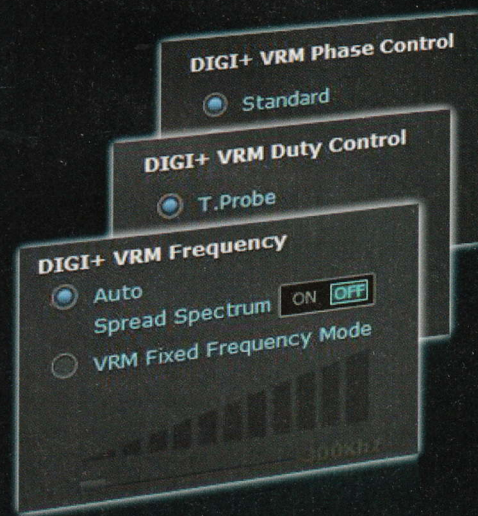 DIGI+ VRM Phase Control
Standard
DIGI+ VRM Duty Control
T.Probe
DIGI+ VRM Frequency
Auto
Spread Spectrum ON OFF
VRM Fixed Frequency Mode
300khz